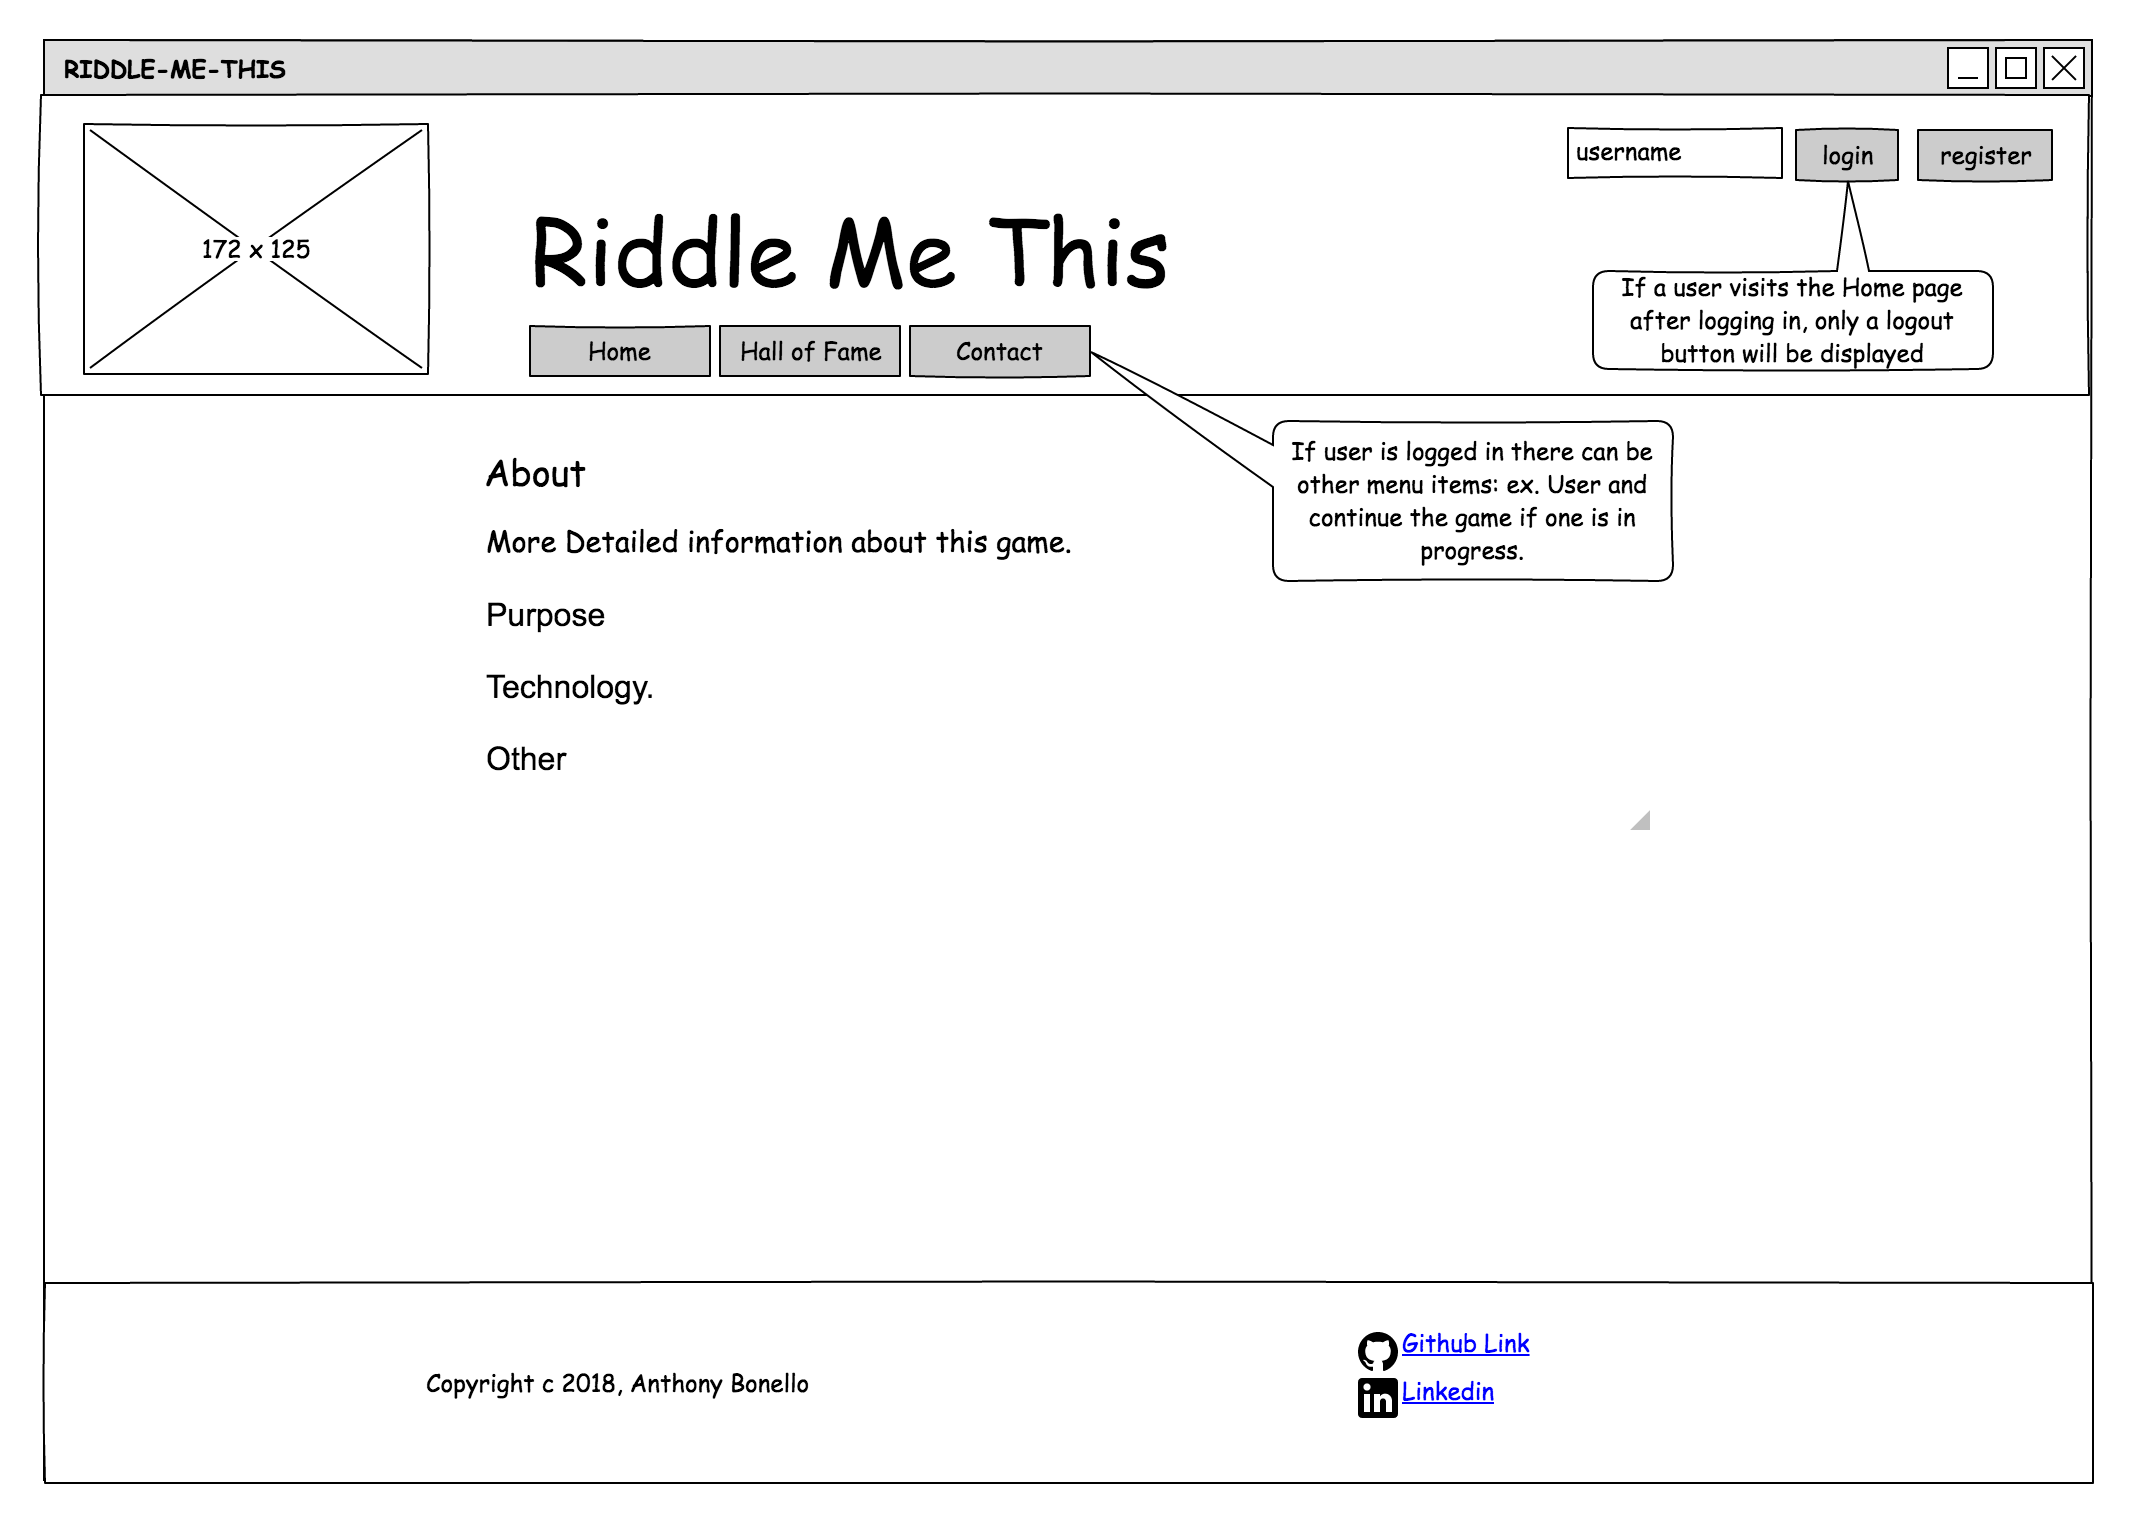 RIDDLE-ME-THIS
172 x 125
username
login
register
Riddle Me This
If a user visits the Home page
after logging in, only a logout
button will be displayed
Home
Hall of Fame
Contact
If user is logged in there can be
other menu items: ex. User and
continue the game if one is in
progress.
About
More Detailed information about this game.
Purpose
Technology.
Other
Copyright c 2018, Anthony Bonello
Github Link
in
Linkedin